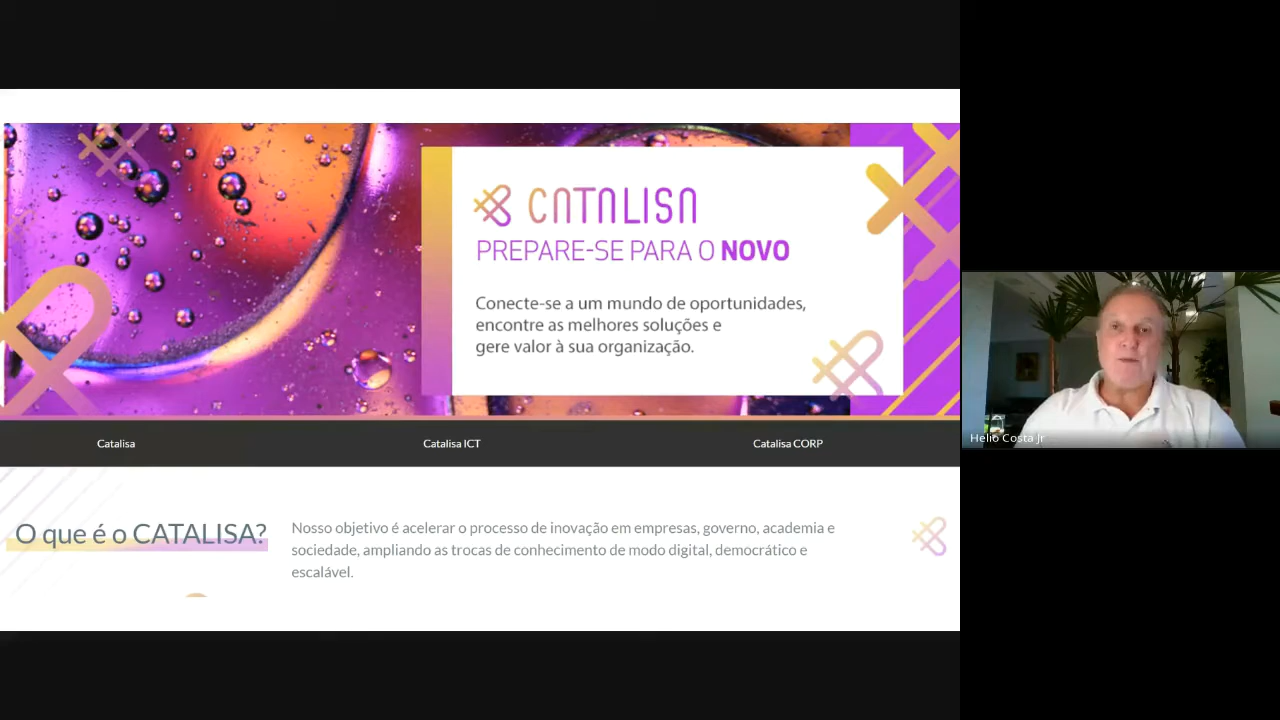 CATALISA
PREPARE-SE PARA O NOVO
Conecte-se a um mundo de oportunidades,
encontre as melhores soluções e
gere valor à sua organização.
Catalisa
Catalisa ICT
Catalisa CORP
O que é o CATALISA?
Nosso objetivo é acelerar o processo de inovação em empresas, governo, academia e
sociedade, ampliando as trocas de conhecimento de modo digital, democrático e
escalável.
Helio Costa Jr